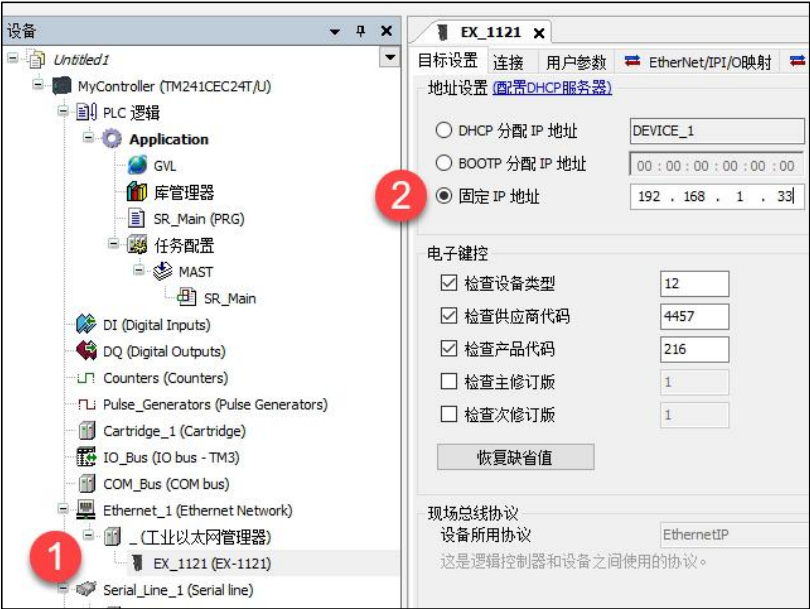 设备
Untitled1
MyController (TM241CEC24T/U)
PLC 逻辑
Application
GVL
库管理器
SR_Main (PRG)
任务配置
MAST
SR_Main
DI (Digital Inputs)
DQ (Digital Outputs)
Counters (Counters)
Pulse_Generators (Pulse Generators)
Cartridge_1 (Cartridge)
IO_Bus (IO bus - TM3)
COM_Bus (COM bus)
Ethernet_1 (Ethernet Network)
_ (工业以太网管理器)
1
EX_1121 (EX-1121)
Serial_Line_1 (Serial line)
EX_1121
目标设置 连接 用户参数 EtherNet/IPI/O映射
地址设置 (配置DHCP服务器)
DHCP 分配 IP 地址 DEVICE_1
BOOTP 分配 IP 地址 00 : 00 : 00 : 00 : 00 : 00
2
固定 IP 地址 192 . 168 . 1 . 33
电子键控
检查设备类型 12
检查供应商代码 4457
检查产品代码 216
检查主修订版 1
检查次修订版 1
恢复缺省值
现场总线协议
设备所用协议 EthernetIP
这是逻辑控制器和设备之间使用的协议。